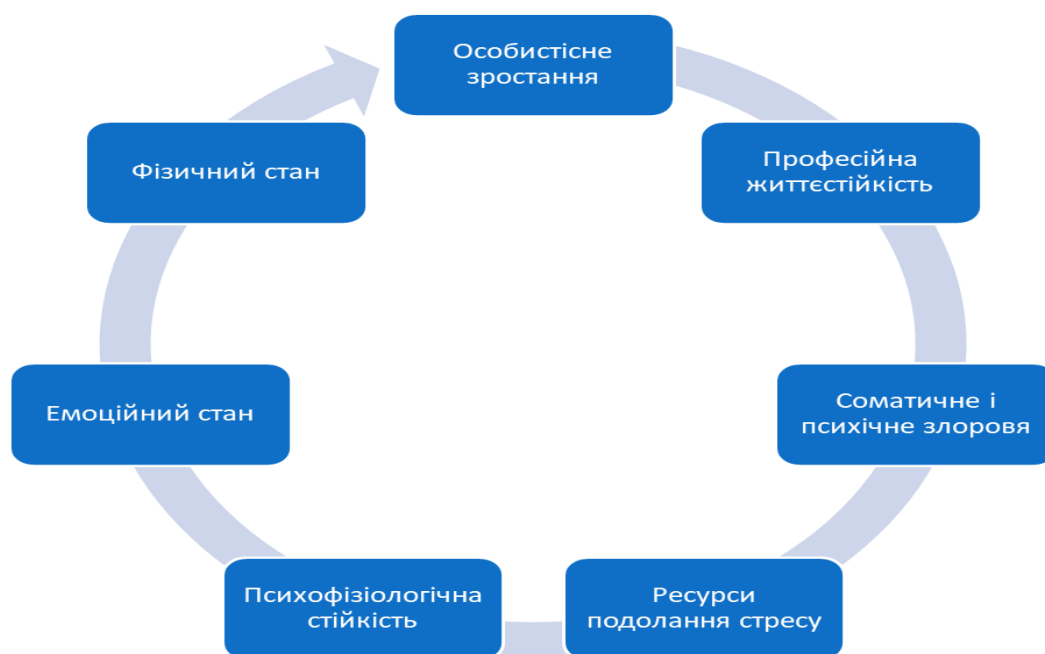 Особистісне
зростання
Професійна
життєстійкість
Соматичне і
психічне злоровя
Ресурси
подолання стресу
Психофізіологічна
стійкість
Емоційний стан
Фізичний стан